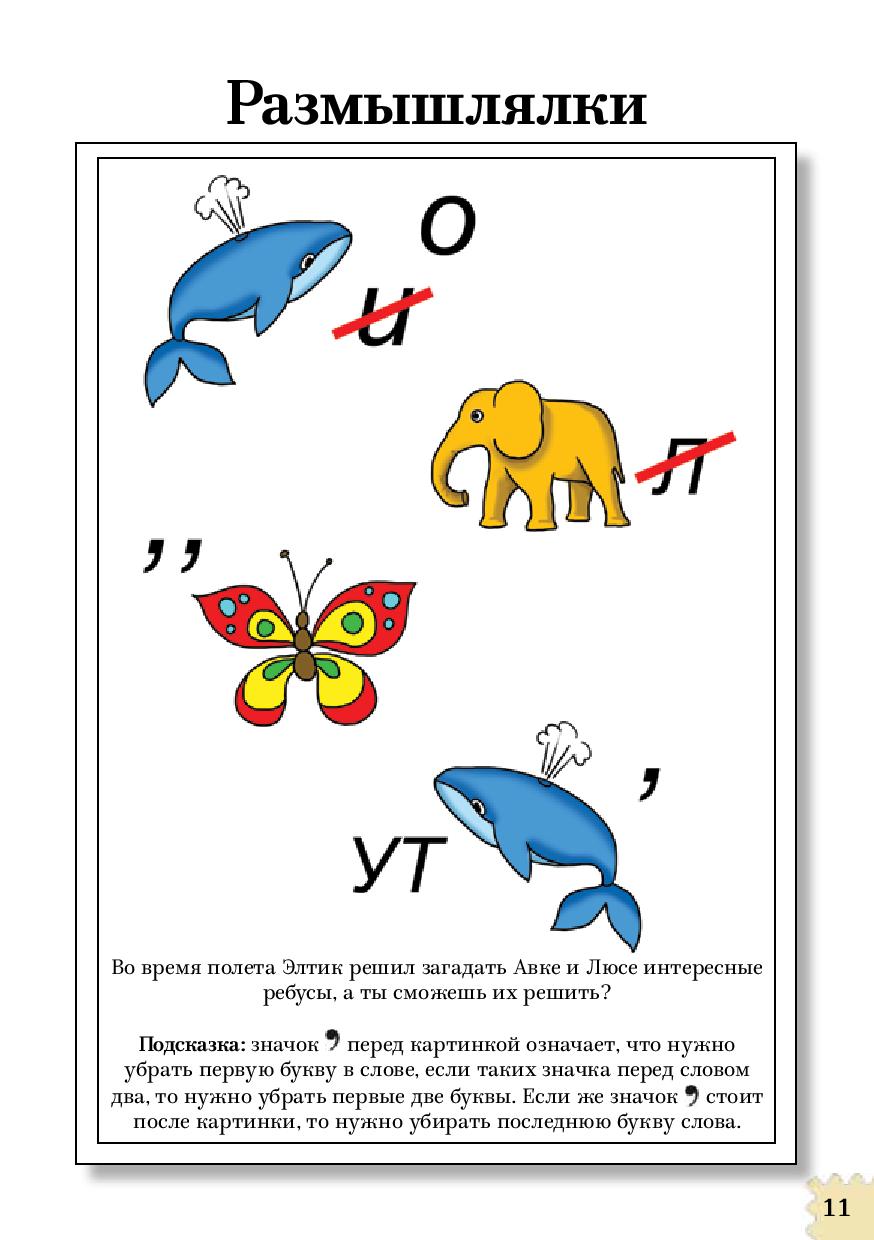 Размышлялки
о
и
л
,,
,
ут
Во время полета Элтик решил загадать Авке и Люсе интересные
ребусы, а ты сможешь их решить?
Подсказка: значок , перед картинкой означает, что нужно
убрать первую букву в слове, если таких значка перед словом
два, то нужно убрать первые две буквы. Если же значок , стоит
после картинки, то нужно убирать последнюю букву слова.
11